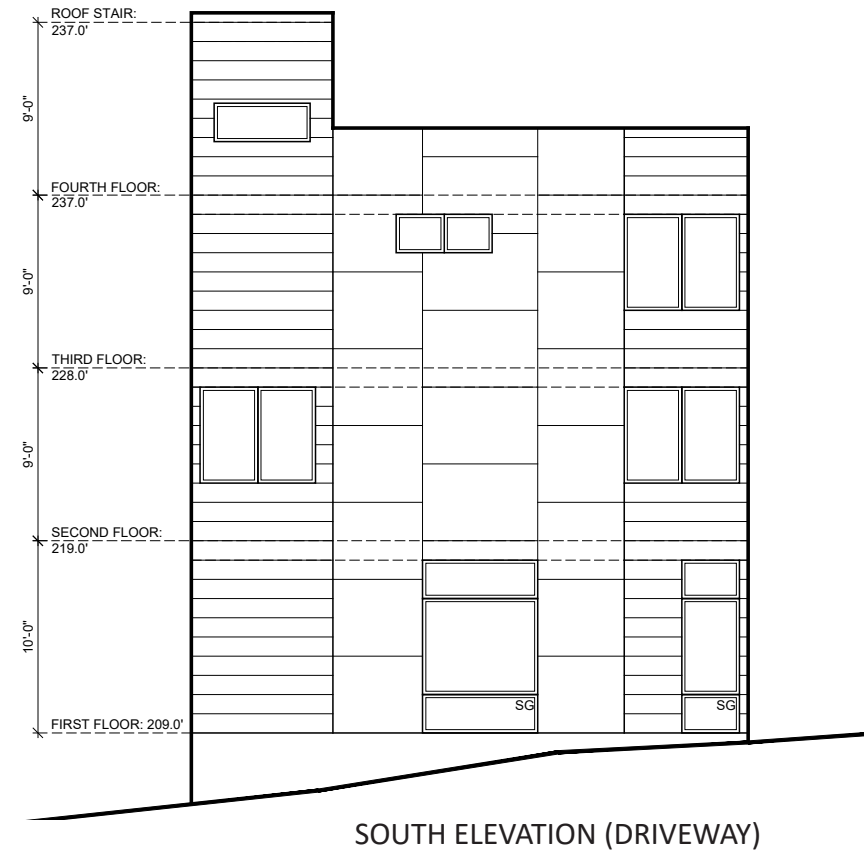 ROOF STAIR:
237.0'
9'-0"
FOURTH FLOOR:
237.0'
9'-0"
THIRD FLOOR:
228.0'
9'-0"
SECOND FLOOR:
219.0'
10'-0"
SG
SG
FIRST FLOOR: 209.0'
SOUTH ELEVATION (DRIVEWAY)